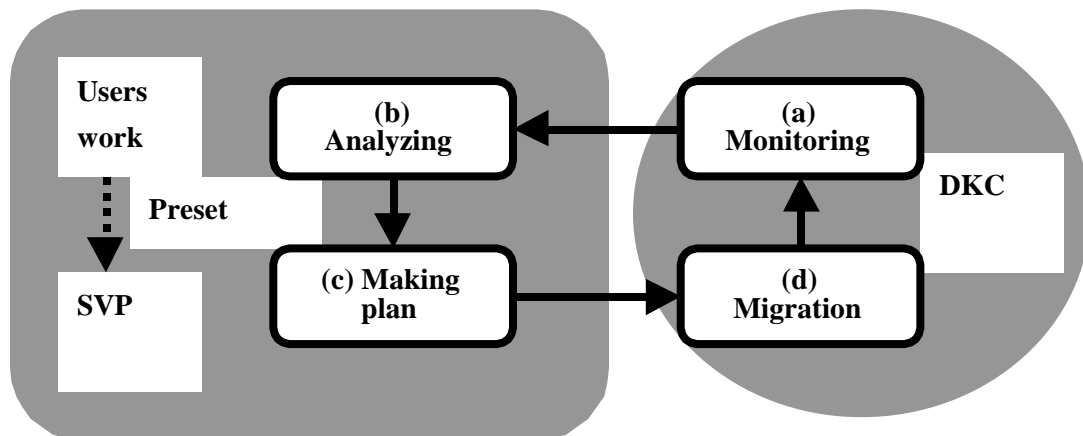 Users
work
Preset
SVP
(b)
Analyzing
(c) Making
plan
(a)
Monitoring
(d)
Migration
DKC